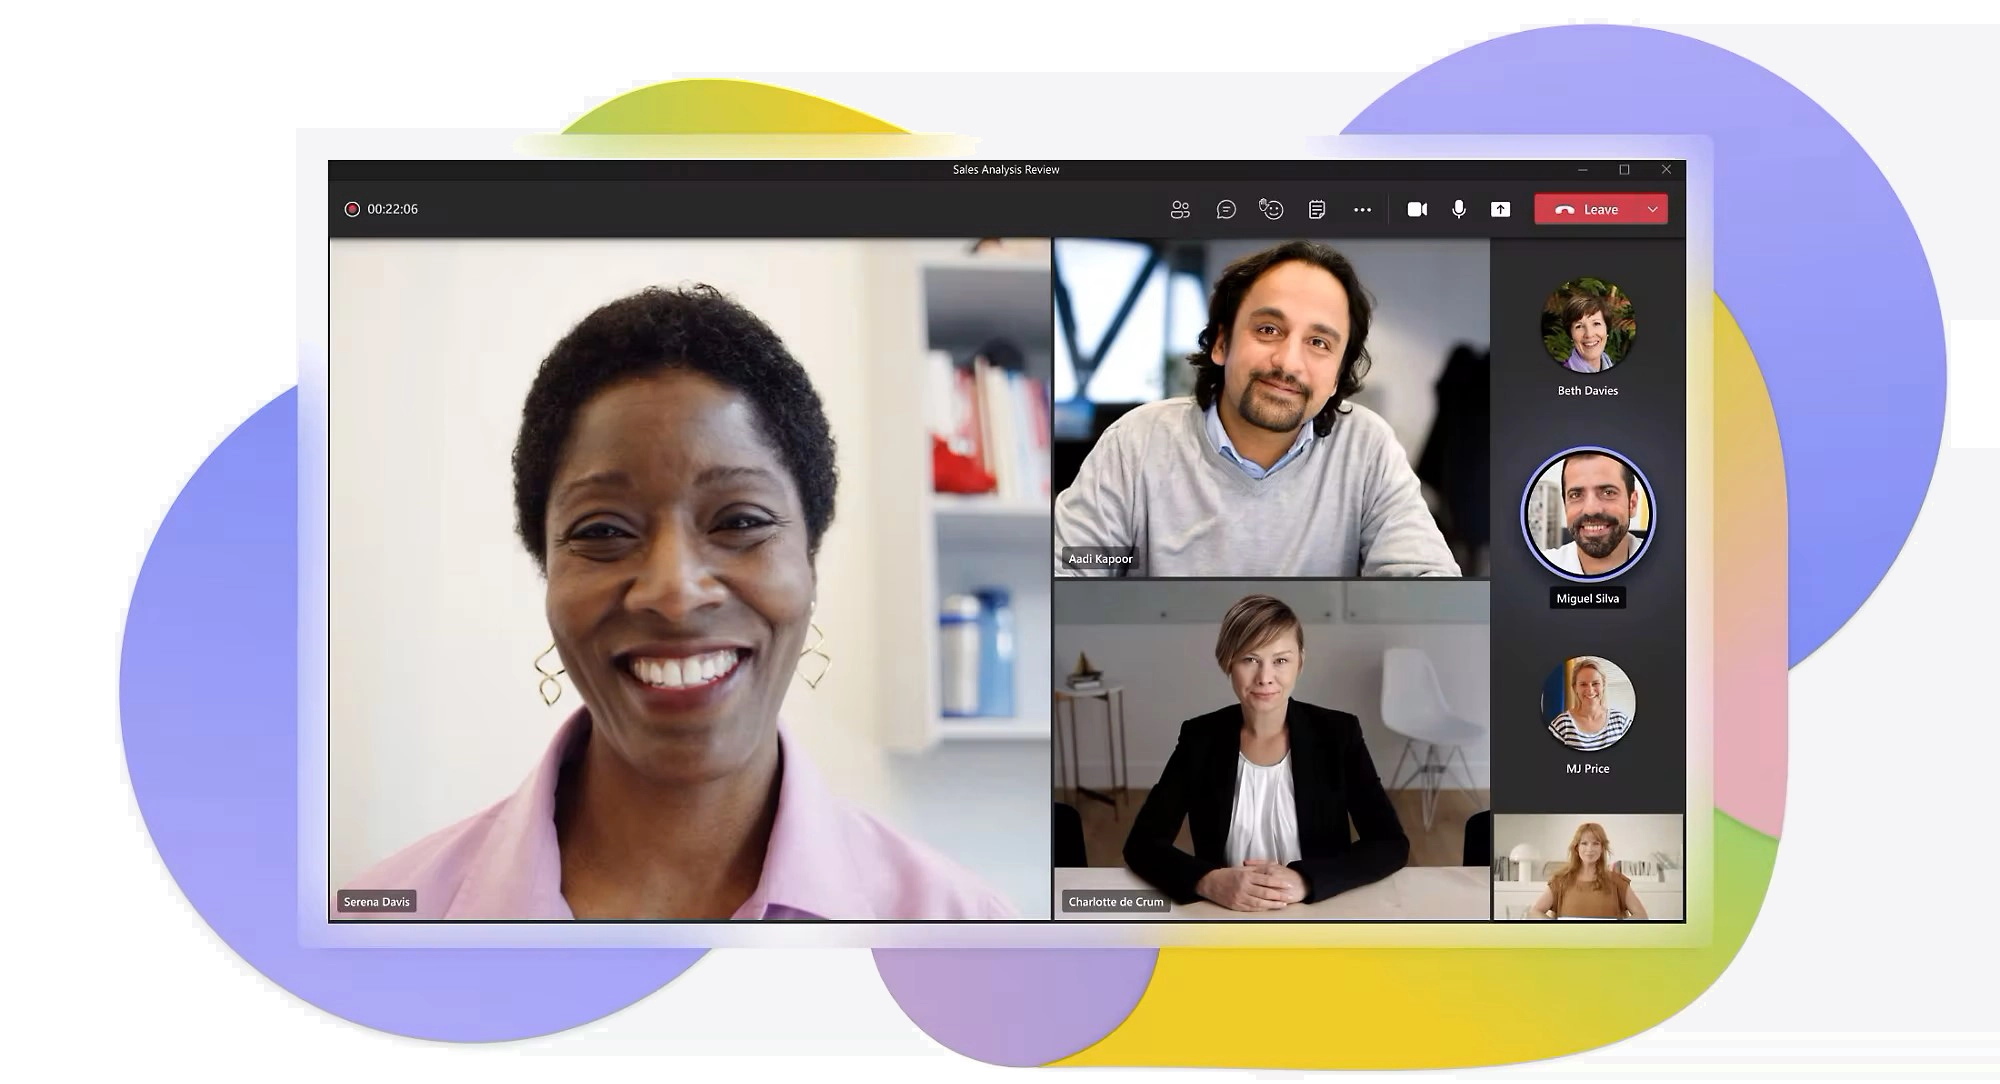 Sales Analysis Review
00:22:06
Leave
Beth Davies
Aadi Kapoor
Miguel Silva
MJ Price
Serena Davis
Charlotte de Crum